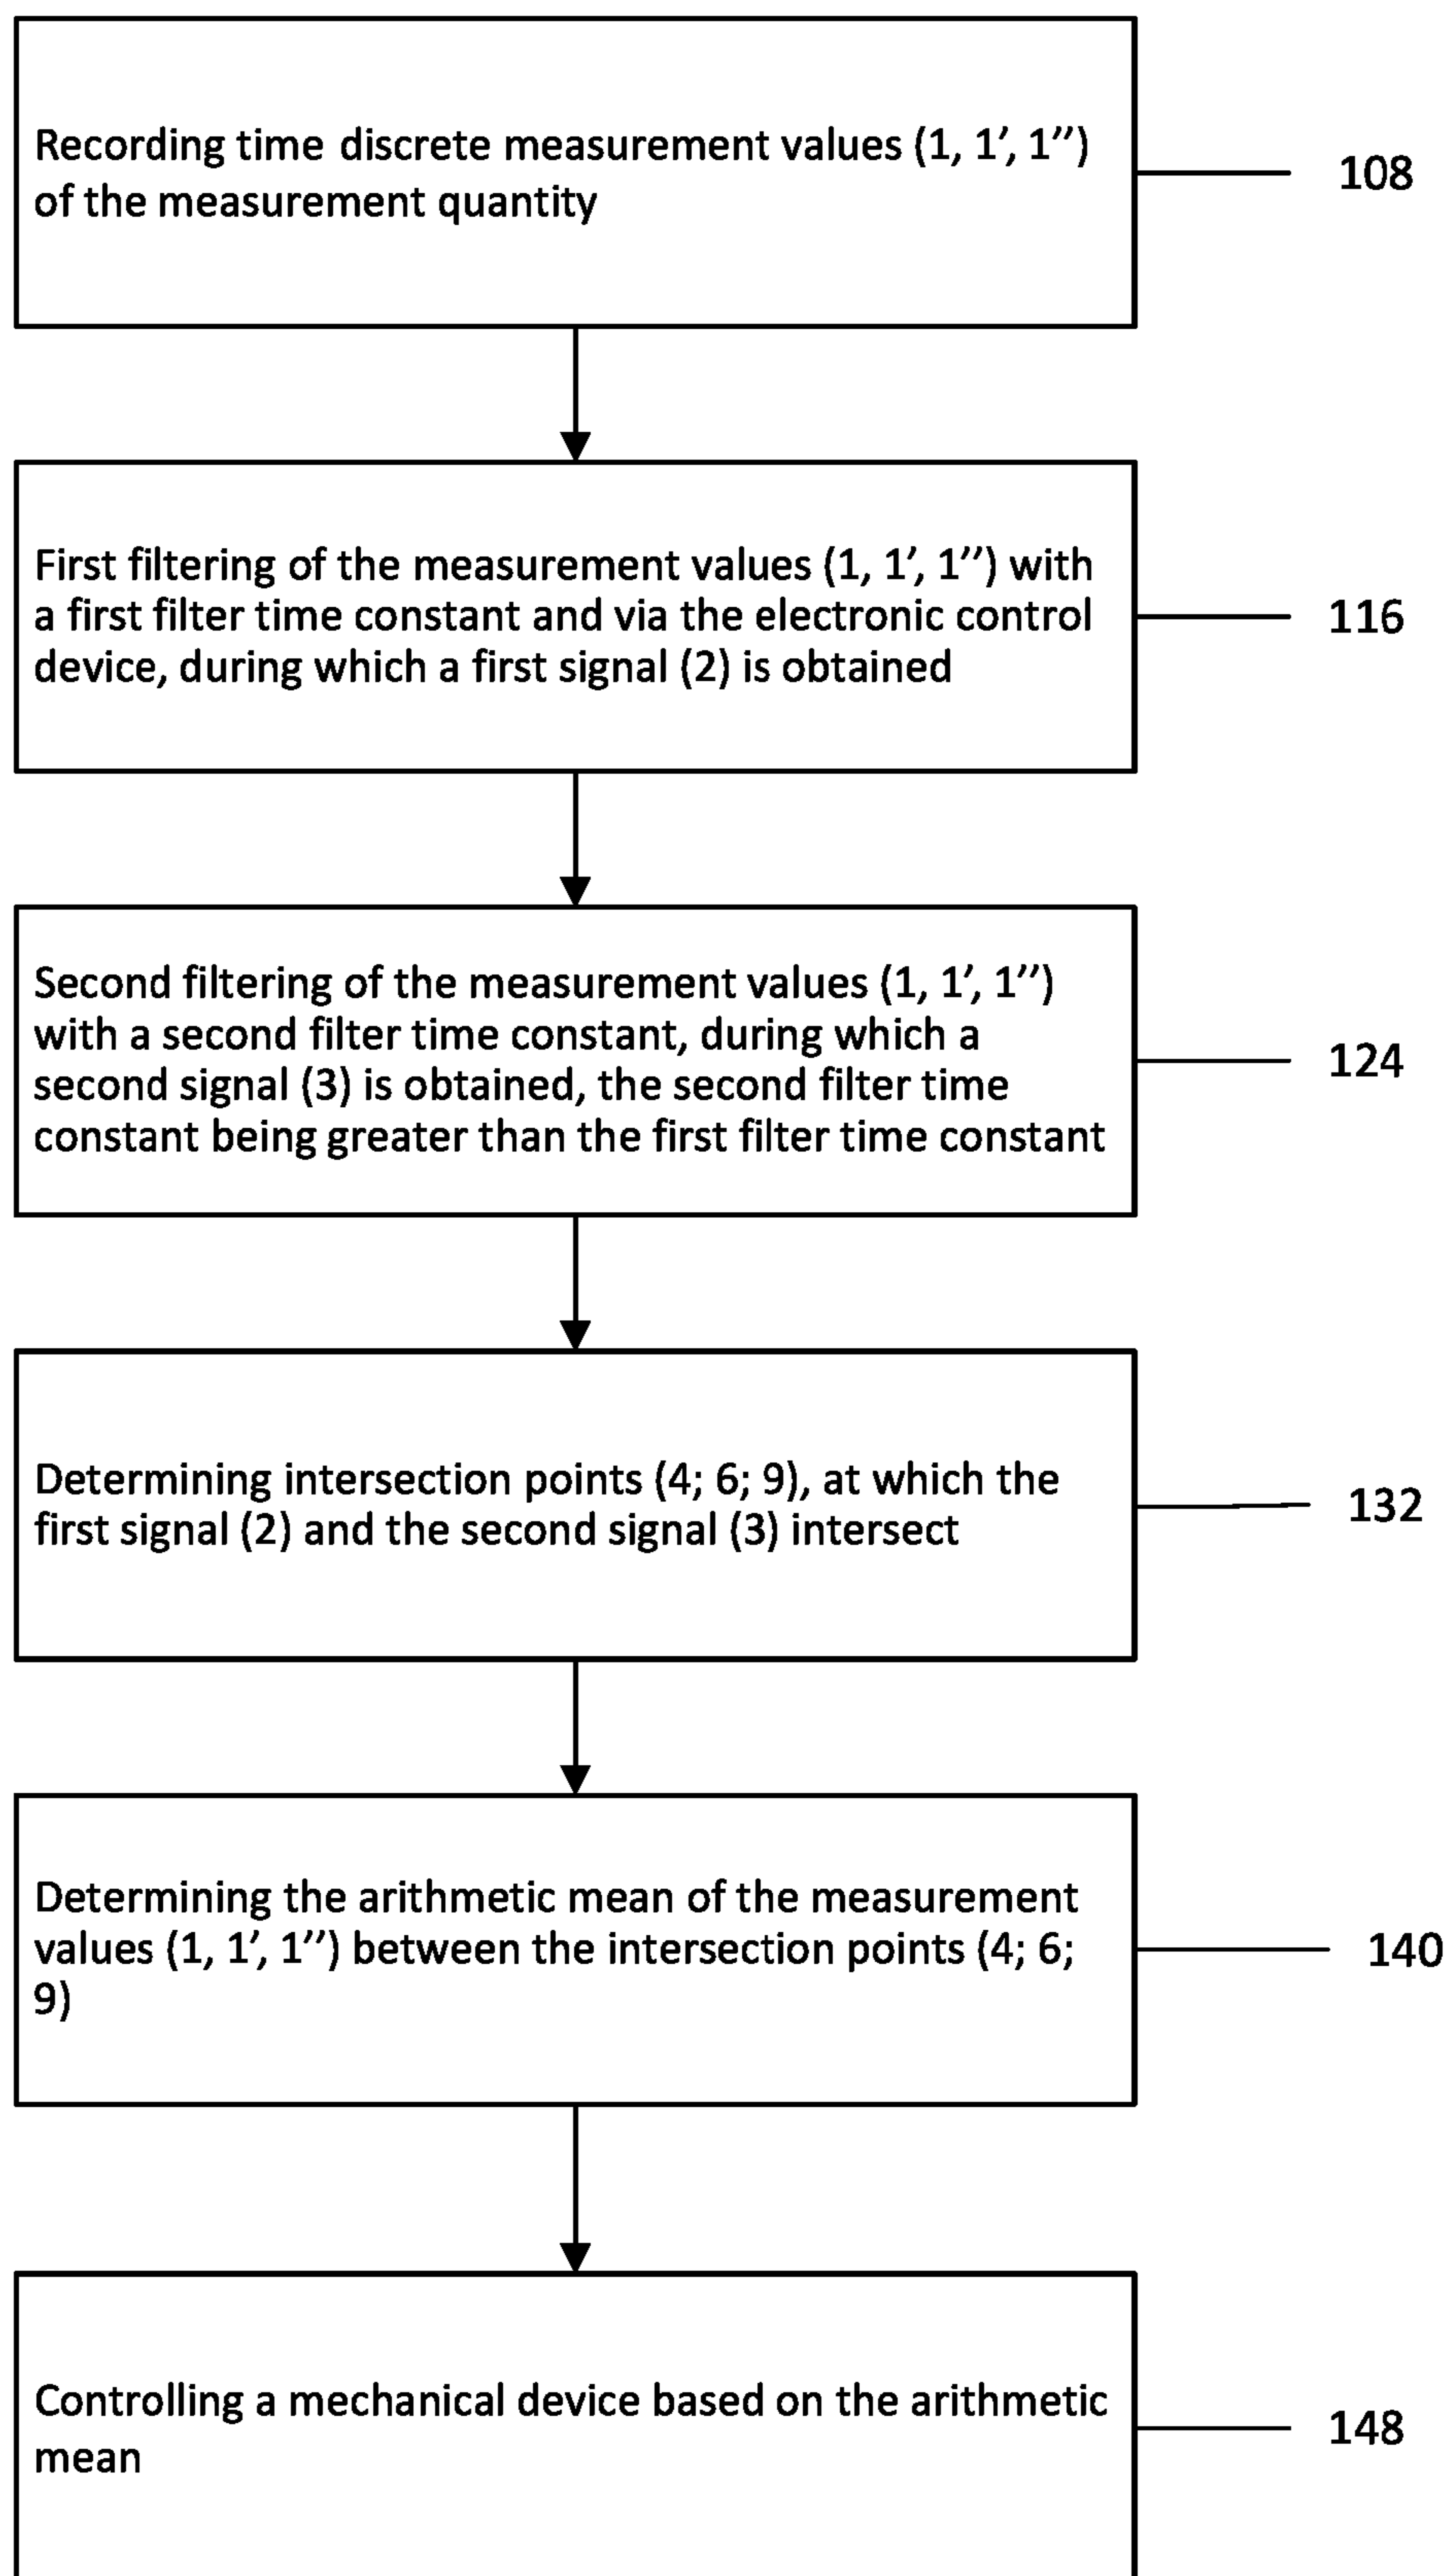 Recording time discrete measurement values (1, 1′, 1′′)
of the measurement quantity
108
First filtering of the measurement values (1, 1′, 1′′) with
a first filter time constant and via the electronic control
device, during which a first signal (2) is obtained
116
Second filtering of the measurement values (1, 1′, 1′′)
with a second filter time constant, during which a
second signal (3) is obtained, the second filter time
constant being greater than the first filter time constant
124
Determining intersection points (4; 6; 9), at which the
first signal (2) and the second signal (3) intersect
132
Determining the arithmetic mean of the measurement
values (1, 1′, 1′′) between the intersection points (4; 6;
9)
140
Controlling a mechanical device based on the arithmetic
mean
148